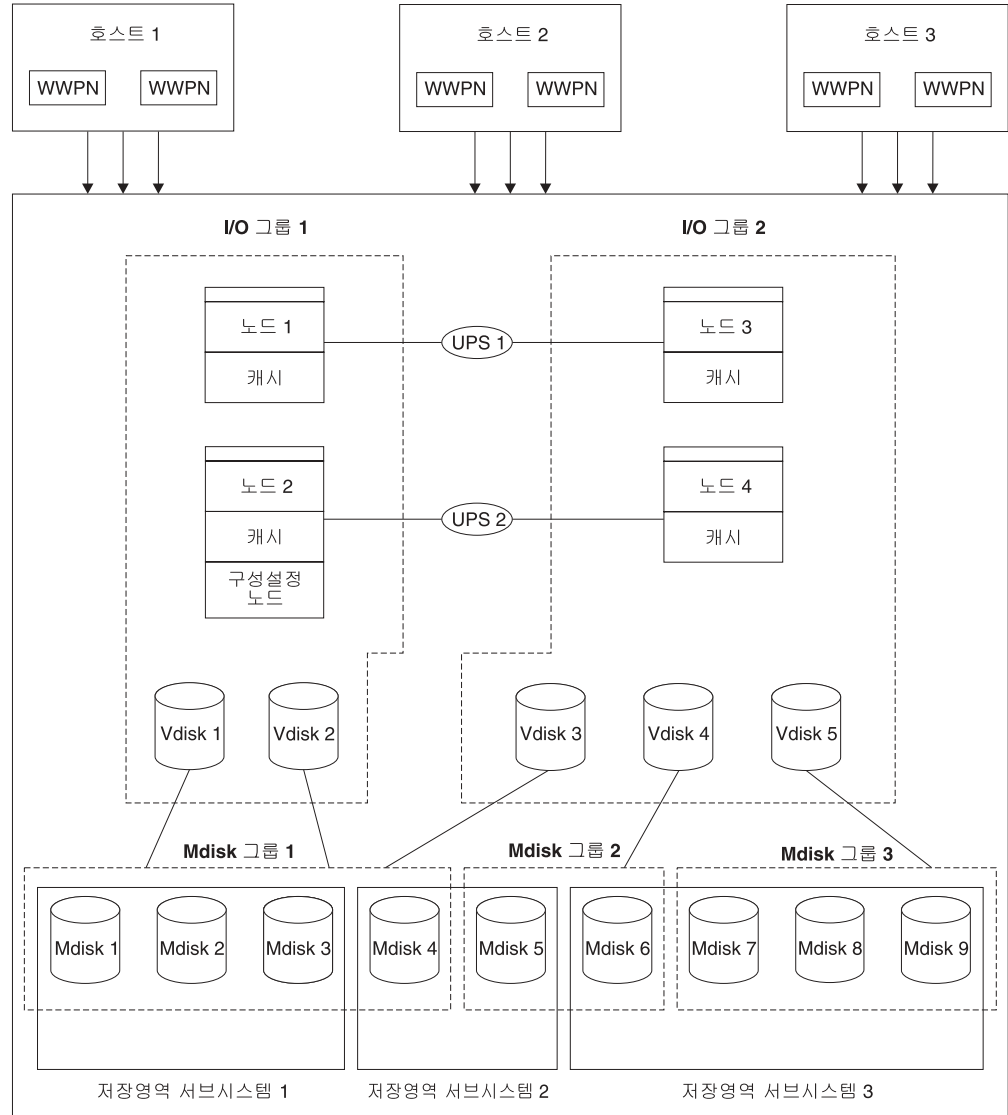 호스트 1
호스트 2
호스트 3
WWPN
WWPN
WWPN
WWPN
WWPN
WWPN
I/O 그룹 1
I/O 그룹 2
노드 1
캐시
UPS 1
노드 3
캐시
노드 2
캐시
구성설정
노드
UPS 2
노드 4
캐시
Vdisk 1
Vdisk 2
Vdisk 3
Vdisk 4
Vdisk 5
Mdisk 그룹 1
Mdisk 그룹 2
Mdisk 그룹 3
Mdisk 1
Mdisk 2
Mdisk 3
Mdisk 4
Mdisk 5
Mdisk 6
Mdisk 7
Mdisk 8
Mdisk 9
저장영역 서브시스템 1
저장영역 서브시스템 2
저장영역 서브시스템 3